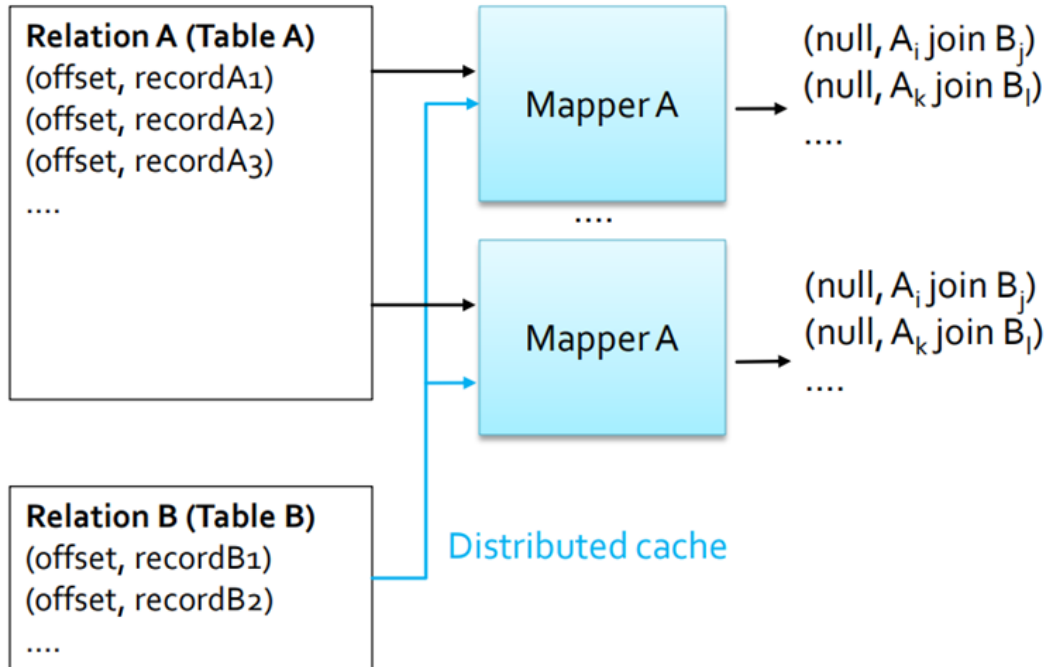 Relation A (Table A)
(offset, recordA1)
(offset, recordA2)
(offset, recordA3)
....
Mapper A
(null, Ai join Bj)
(null, Ak join Bl)
....
....
Mapper A
(null, Ai join Bj)
(null, Ak join Bl)
....
Relation B (Table B)
(offset, recordB1)
(offset, recordB2)
....
Distributed cache